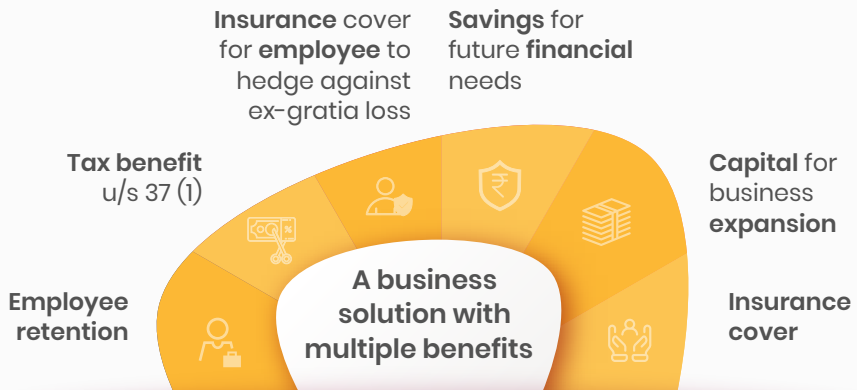 Insurance cover
for employee to
hedge against
ex-gratia loss
Savings for
future financial
needs
Tax benefit
u/s 37 (1)
Capital for
business
expansion
Employee
retention
A business
solution with
multiple benefits
Insurance
cover
₹
%